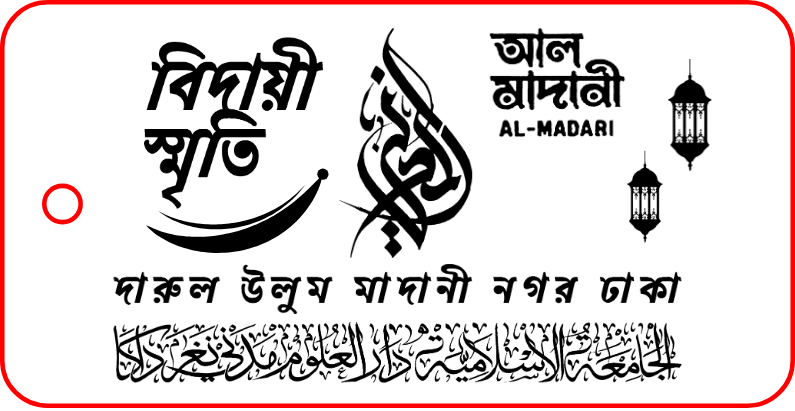 বিদায়ী
স্মৃতি
আল
মাদানী
AL-MADARI
দারুল উলুম মাদানী নগর ঢাকা
الجامعة الإسلامية دار العلوم مدني نغر داكا